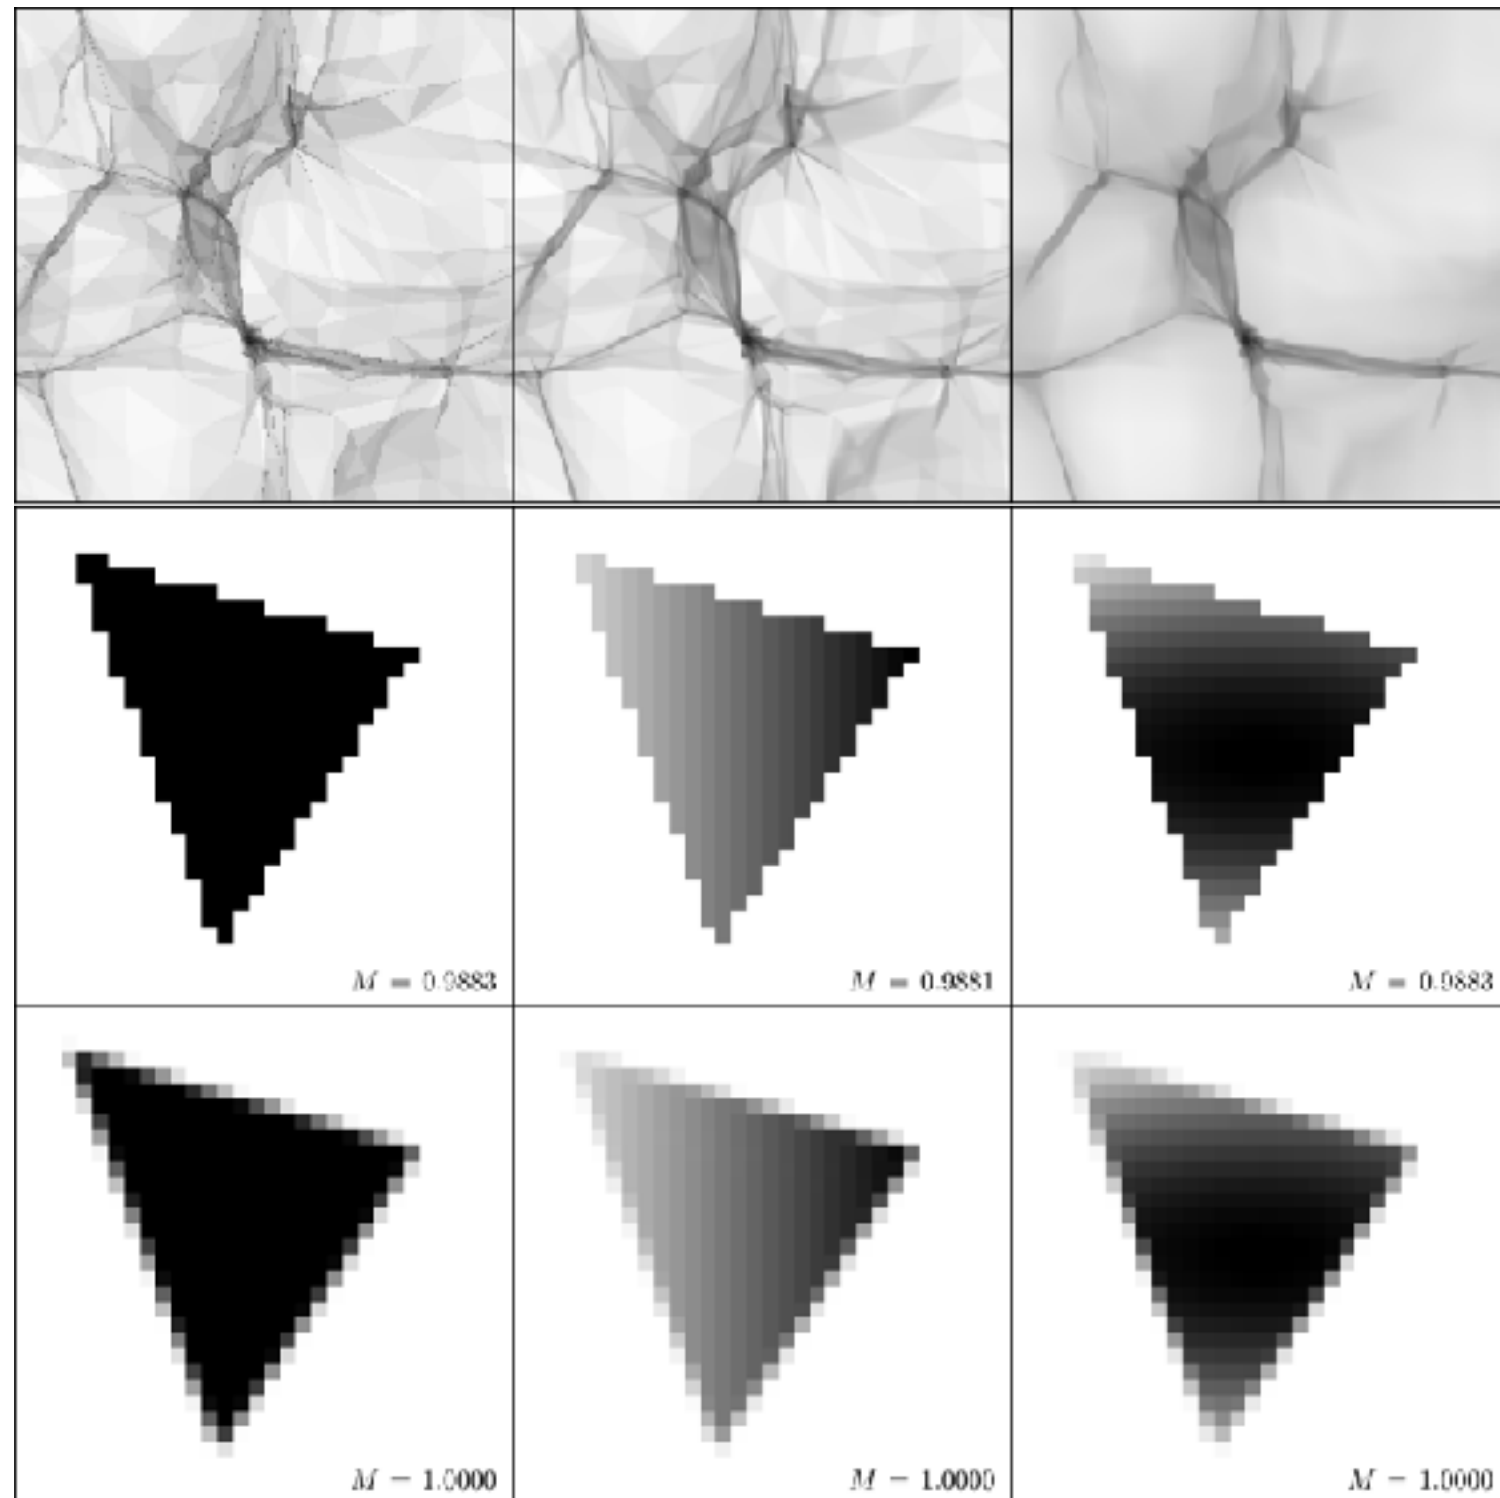 M = 0.9883
M = 0.9881
M = 0.9883
M = 1.0000
M = 1.0000
M = 1.0000